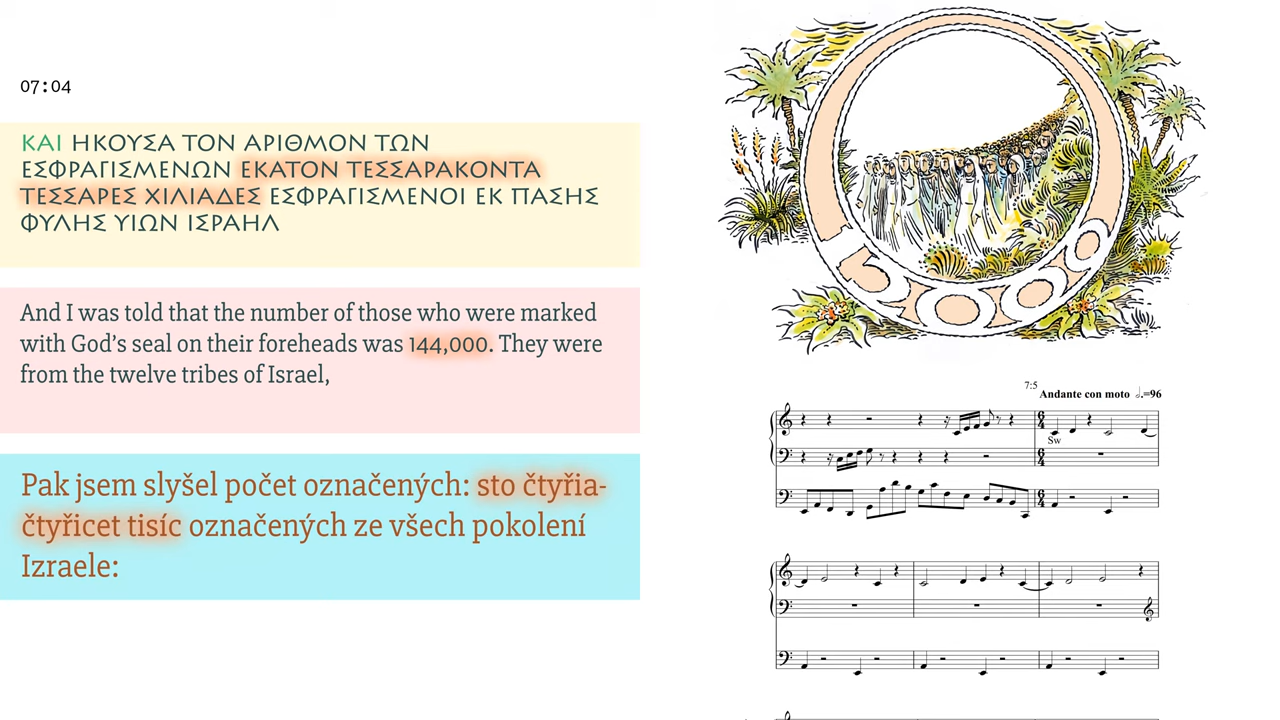 07:04
ΚΑΙ ΗΚΟΥΣΑ ΤΟΝ ΑΡΙΘΜΟΝ ΤΩΝ
ΕΣΦΡΑΓΙΣΜΕΝΩΝ ΕΚΑΤΟΝ ΤΕΣΣΑΡΑΚΟΝΤΑ
ΤΕΣΣΑΡΕΣ ΧΙΛΙΑΔΕΣ ΕΣΦΡΑΓΙΣΜΕΝΟΙ ΕΚ ΠΑΣΗΣ
ΦΥΛΗΣ ΥΙΩΝ ΙΣΡΑΗΛ
And I was told that the number of those who were marked
with God’s seal on their foreheads was 144,000. They were
from the twelve tribes of Israel,
Pak jsem slyšel počet označených: sto čtyřia-
čtyřicet tisíc označených ze všech pokolení
Izraele:
7:5
Andante con moto 𝅗𝅥.=96
6
4
Sw